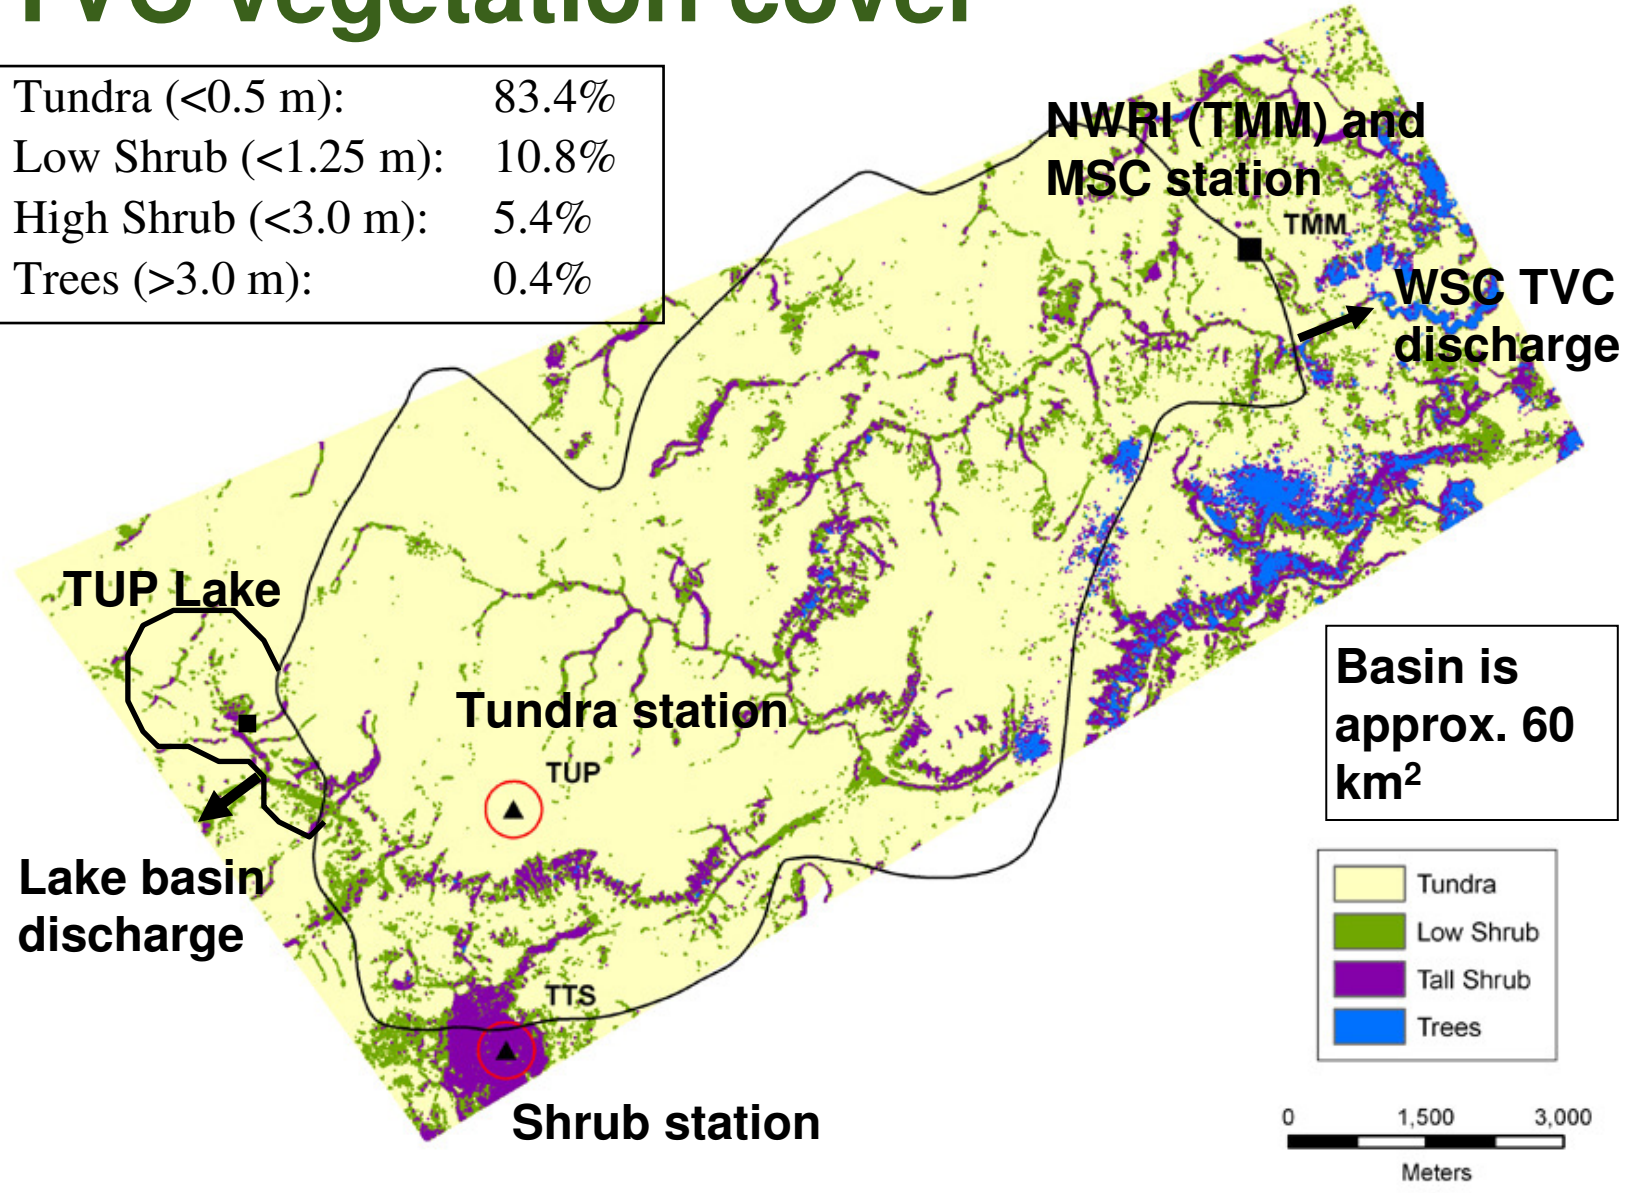 TVC vegetation cover
Tundra (<0.5 m): 83.4%
Low Shrub (<1.25 m): 10.8%
High Shrub (<3.0 m): 5.4%
Trees (>3.0 m): 0.4%
NWRI (TMM) and
MSC station
TMM
WSC TVC
discharge
TUP Lake
Tundra station
TUP
Basin is
approx. 60
km²
Lake basin
discharge
TTS
Shrub station
Tundra
Low Shrub
Tall Shrub
Trees
0 1,500 3,000
Meters